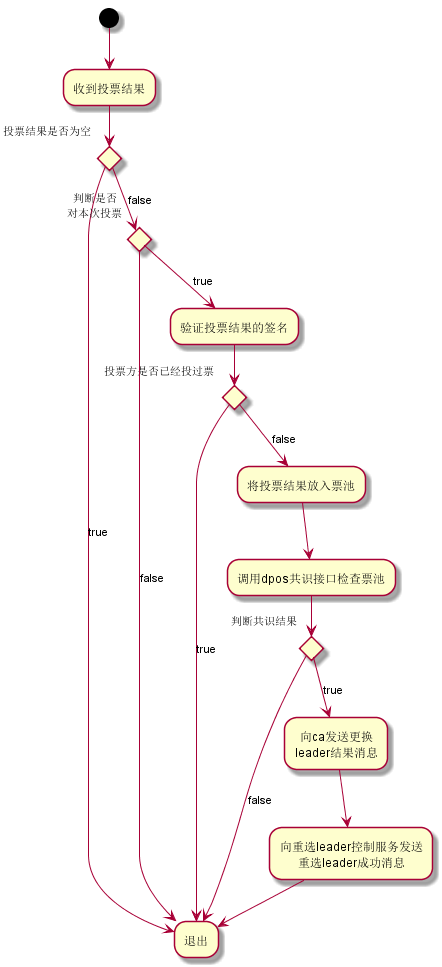 收到投票结果
投票结果是否为空
判断是否
对本次投票
false
true
验证投票结果的签名
投票方是否已经投过票
false
将投票结果放入票池
true
false
调用dpos共识接口检查票池
判断共识结果
true
true
向ca发送更换
leader结果消息
false
向重选leader控制服务发送
重选leader成功消息
退出